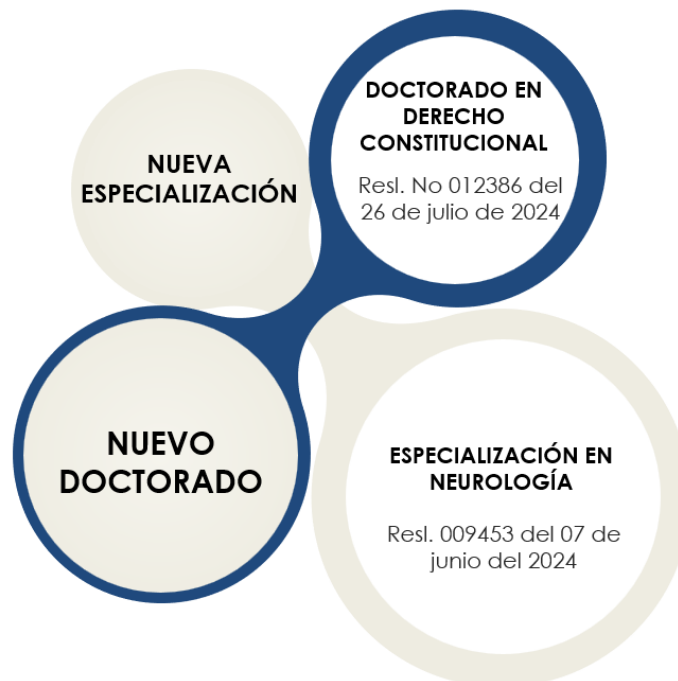 NUEVA
ESPECIALIZACIÓN
DOCTORADO EN
DERECHO
CONSTITUCIONAL
Resl. No 012386 del
26 de julio de 2024
NUEVO
DOCTORADO
ESPECIALIZACIÓN EN
NEUROLOGÍA
Resl. 009453 del 07 de
junio del 2024